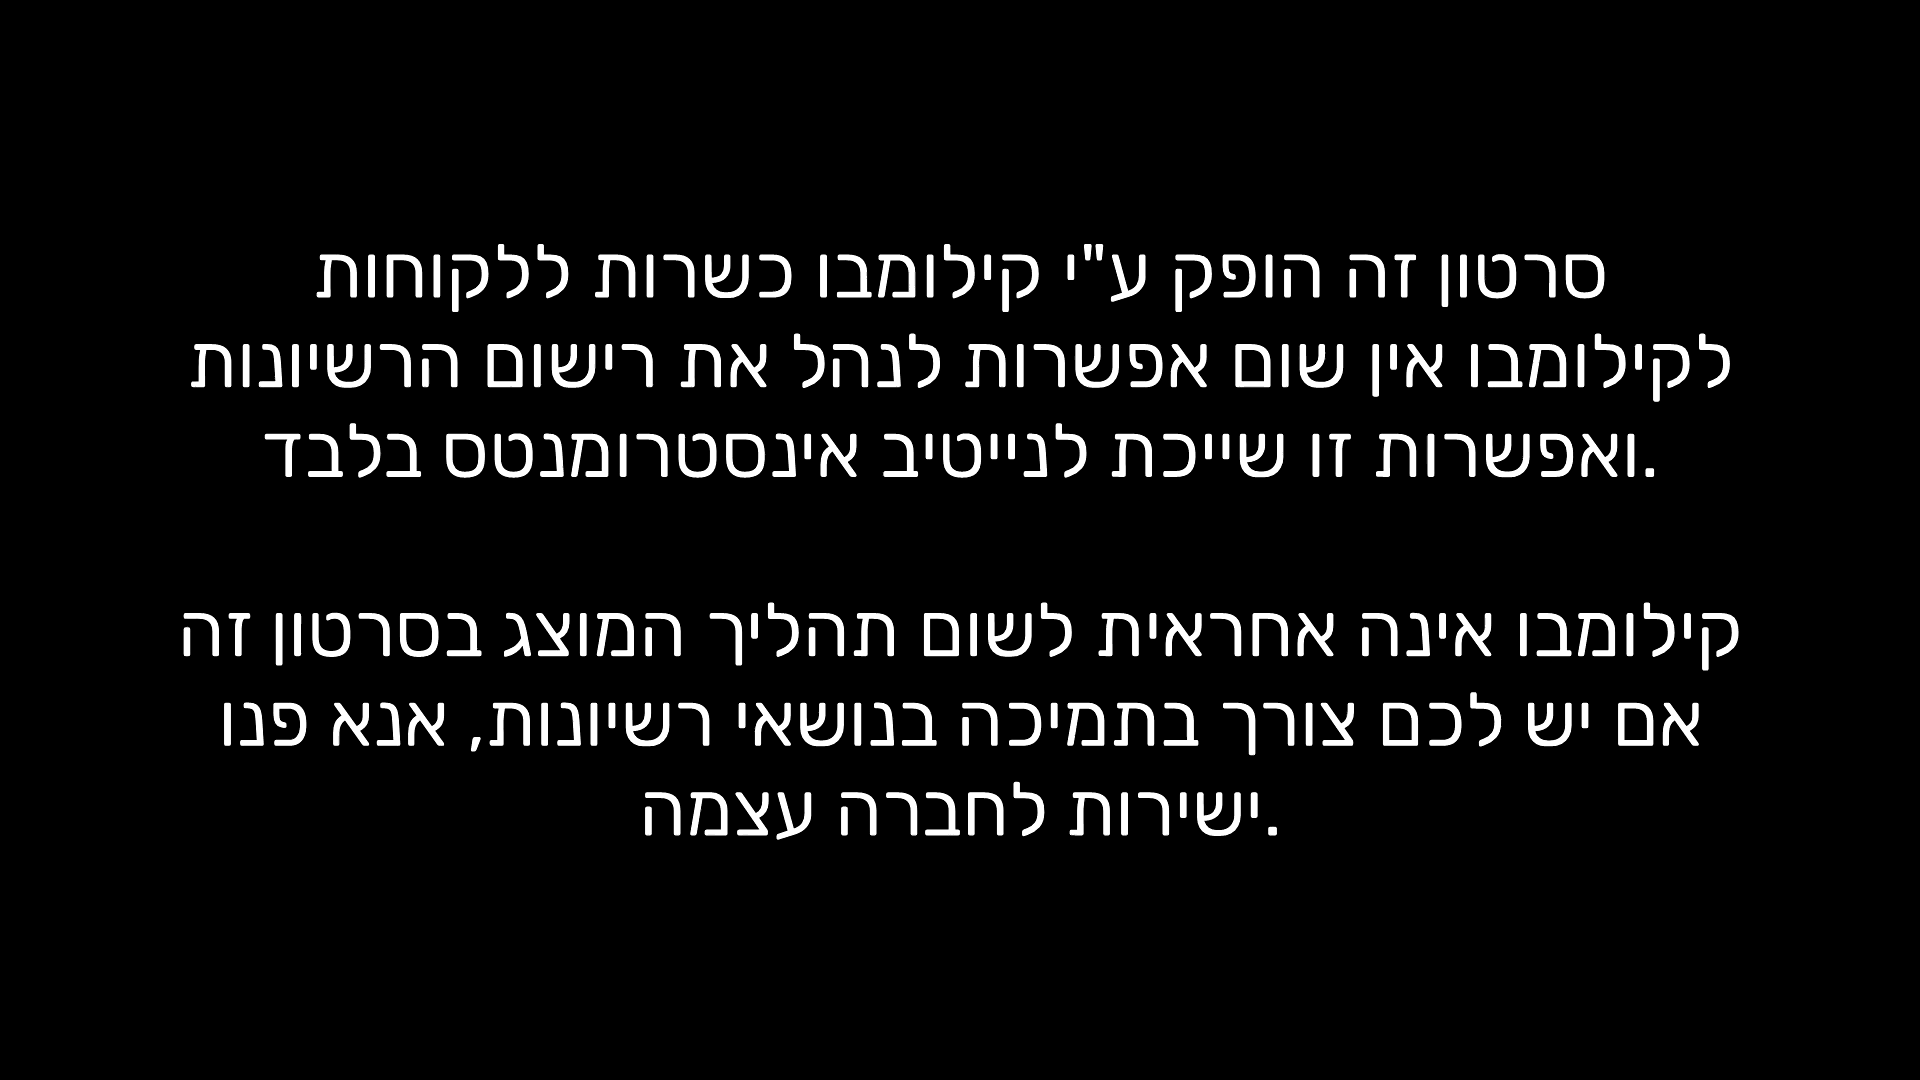 סרטון זה הופק ע"י קילומבו כשרות ללקוחות
לקילומבו אין שום אפשרות לנהל את רישום הרשיונות
.ואפשרות זו שייכת לנייטיב אינסטרומנטס בלבד
קילומבו אינה אחראית לשום תהליך המוצג בסרטון זה
אם יש לכם צורך בתמיכה בנושאי רשיונות, אנא פנו
.ישירות לחברה עצמה